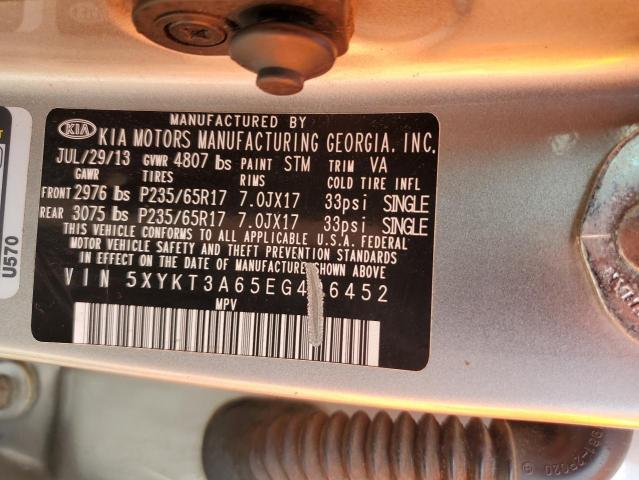 MANUFACTURED BY
KIA KIA MOTORS MANUFACTURING GEORGIA, INC.
JUL/29/13 GVWR 4807 lbs PAINT STM TRIM VA
GAWR TIRES RIMS COLD TIRE INFL
FRONT 2976 lbs P235/65R17 7.0JX17 33psi SINGLE
REAR 3075 lbs P235/65R17 7.0JX17 33psi SINGLE
THIS VEHICLE CONFORMS TO ALL APPLICABLE U.S.A. FEDERAL
MOTOR VEHICLE SAFETY AND THEFT PREVENTION STANDARDS
IN EFFECT ON THE DATE OF MANUFACTURE SHOWN ABOVE
VIN
MPV
U570